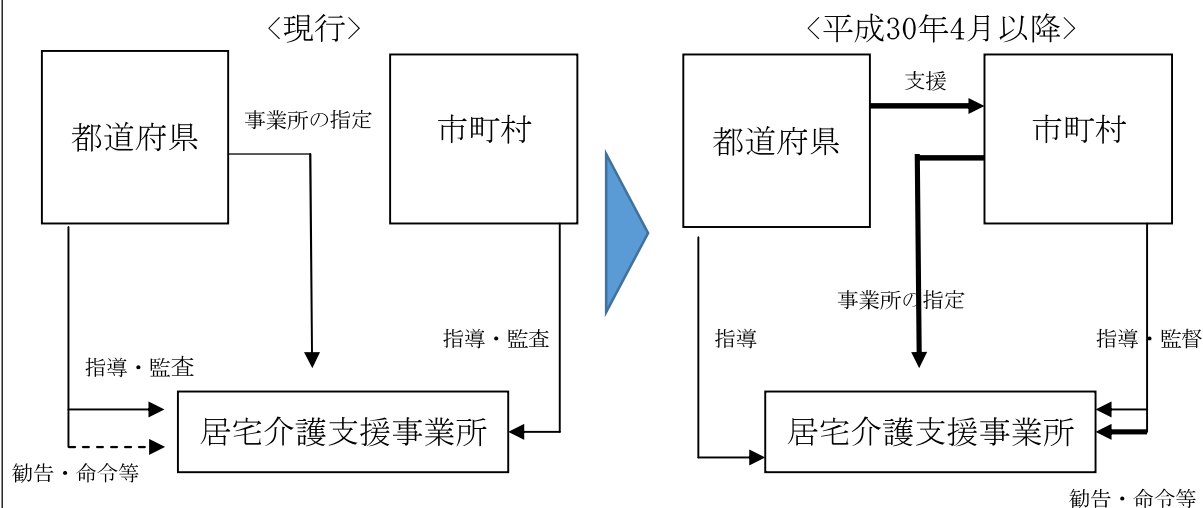 <現行>
都道府県
事業所の指定
市町村
指導・監査
指導・監査
居宅介護支援事業所
勧告・命令等
<平成30年4月以降>
都道府県
支援
市町村
事業所の指定
指導
指導・監督
居宅介護支援事業所
勧告・命令等